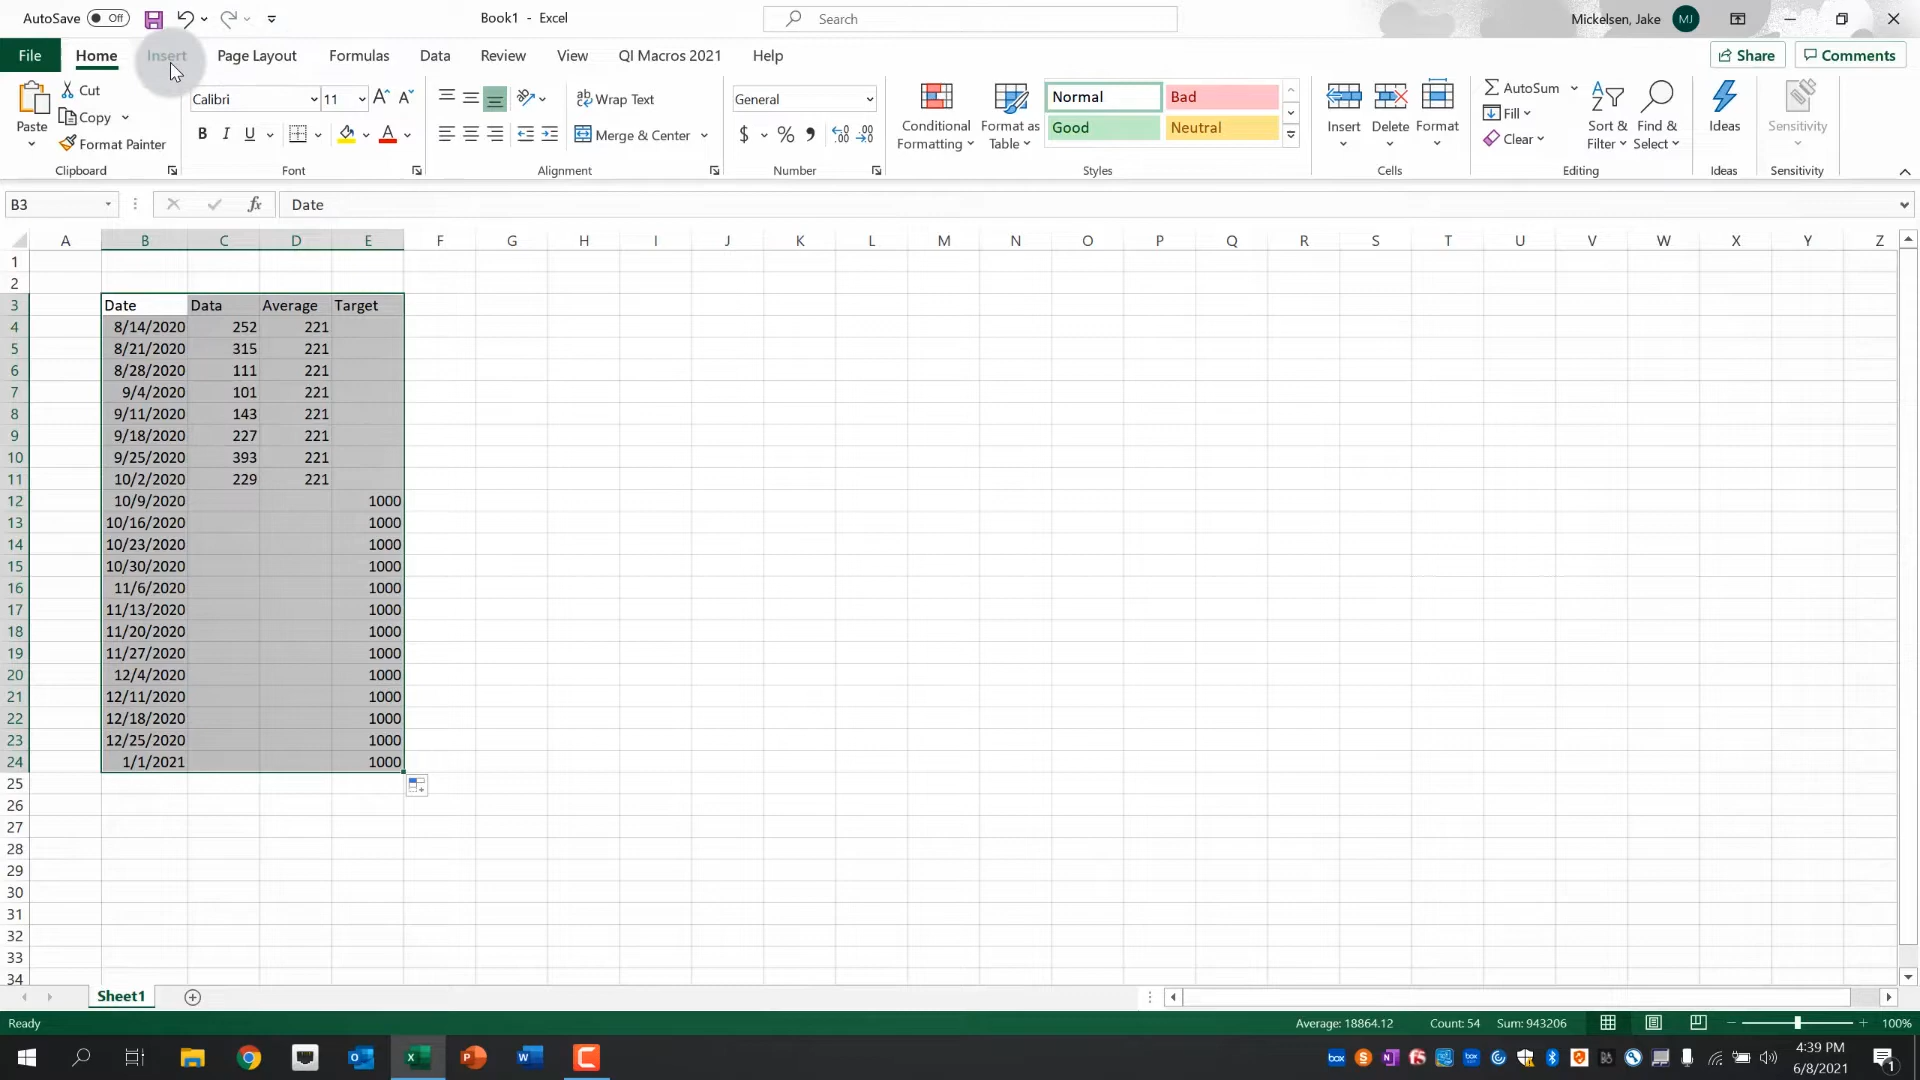 AutoSave Off Book1 - Excel Search Mickelsen, Jake MJ
File Home Insert Page Layout Formulas Data Review View QI Macros 2021 Help Share Comments
Paste Cut Copy Format Painter Clipboard
Calibri 11 B I U A Font
Wrap Text Merge & Center Alignment
General $ % Number
Conditional Formatting Format as Table Normal Bad Good Neutral Styles
Insert Delete Format Cells
AutoSum Fill Clear Sort & Filter Find & Select Editing
Ideas Ideas
Sensitivity Sensitivity
B3 fx Date
A B C D E F G H I J K L M N O P Q R S T U V W X Y Z
1
2
3 Date Data Average Target
4 8/14/2020 252 221
5 8/21/2020 315 221
6 8/28/2020 111 221
7 9/4/2020 101 221
8 9/11/2020 143 221
9 9/18/2020 227 221
10 9/25/2020 393 221
11 10/2/2020 229 221
12 10/9/2020 1000
13 10/16/2020 1000
14 10/23/2020 1000
15 10/30/2020 1000
16 11/6/2020 1000
17 11/13/2020 1000
18 11/20/2020 1000
19 11/27/2020 1000
20 12/4/2020 1000
21 12/11/2020 1000
22 12/18/2020 1000
23 12/25/2020 1000
24 1/1/2021 1000
25
26
27
28
29
30
31
32
33
34
Sheet1
Ready Average: 18864.12 Count: 54 Sum: 943206 100%
4:39 PM
6/8/2021